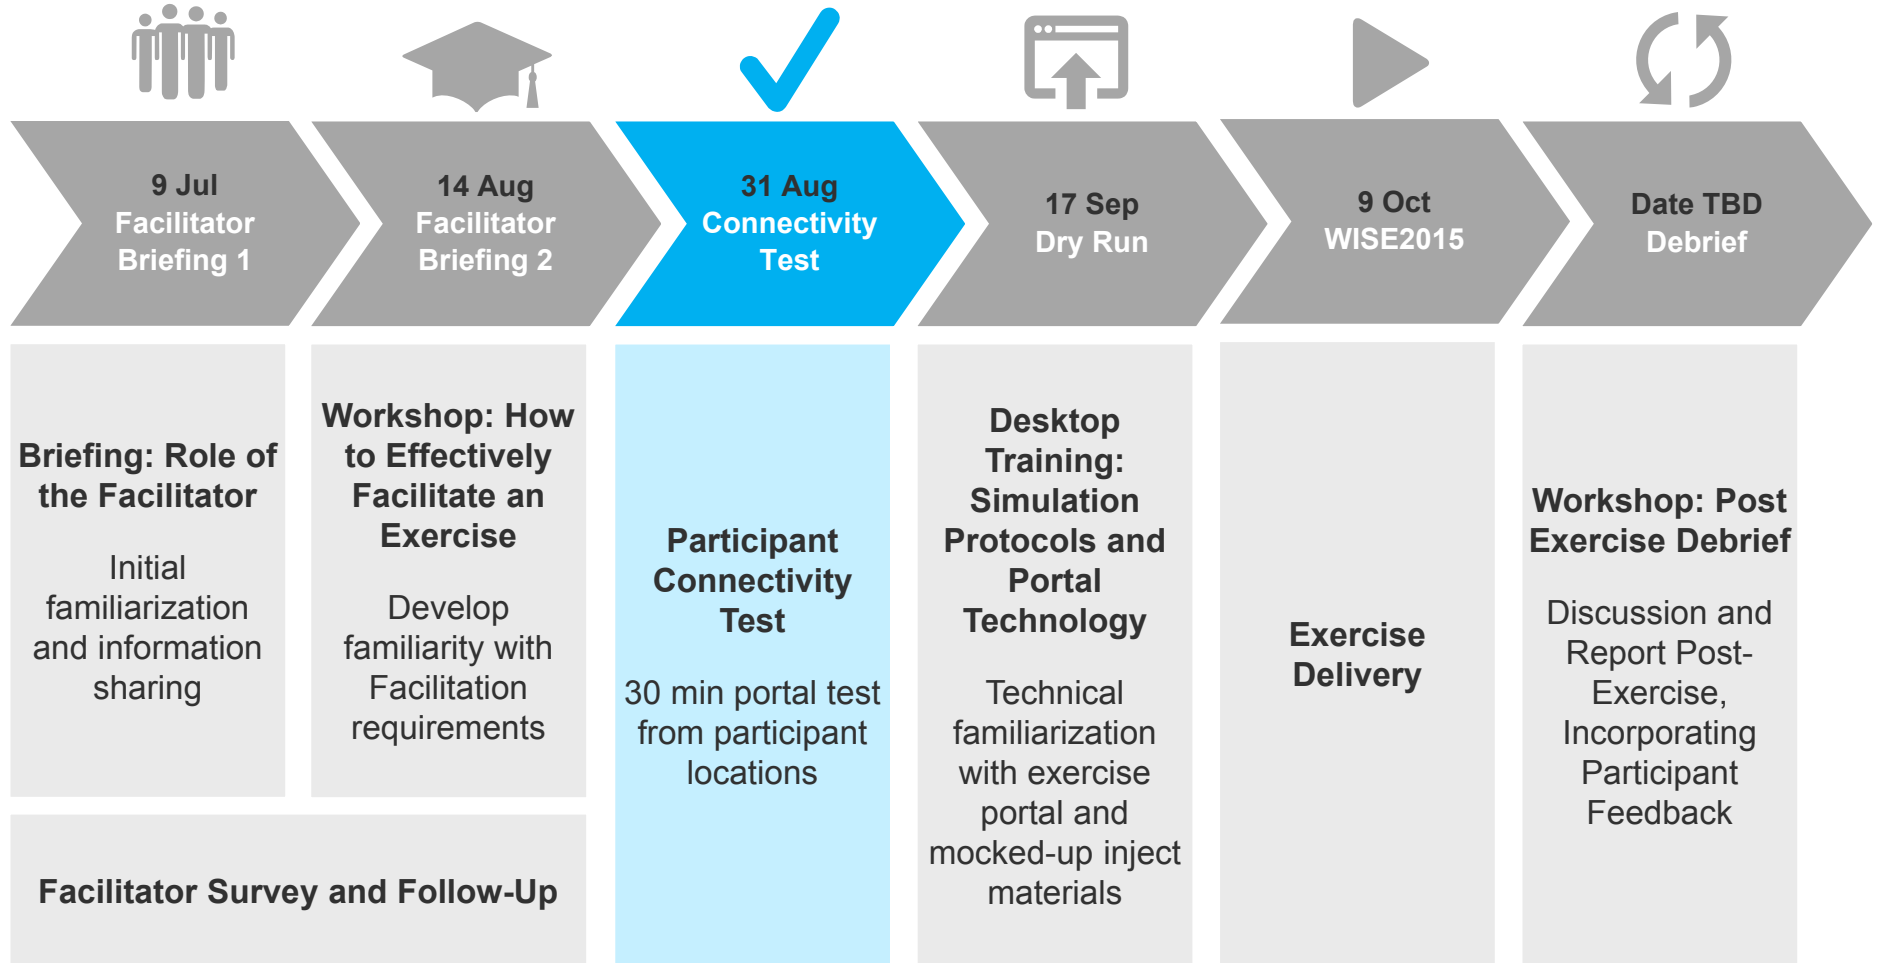 9 Jul
Facilitator
Briefing 1
14 Aug
Facilitator
Briefing 2
31 Aug
Connectivity
Test
17 Sep
Dry Run
9 Oct
WISE2015
Date TBD
Debrief
Briefing: Role of
the Facilitator
Initial
familiarization
and information
sharing
Workshop: How
to Effectively
Facilitate an
Exercise
Develop
familiarity with
Facilitation
requirements
Facilitator Survey and Follow-Up
Participant
Connectivity
Test
30 min portal test
from participant
locations
Desktop
Training:
Simulation
Protocols and
Portal
Technology
Technical
familiarization
with exercise
portal and
mocked-up inject
materials
Exercise
Delivery
Workshop: Post
Exercise Debrief
Discussion and
Report Post-
Exercise,
Incorporating
Participant
Feedback